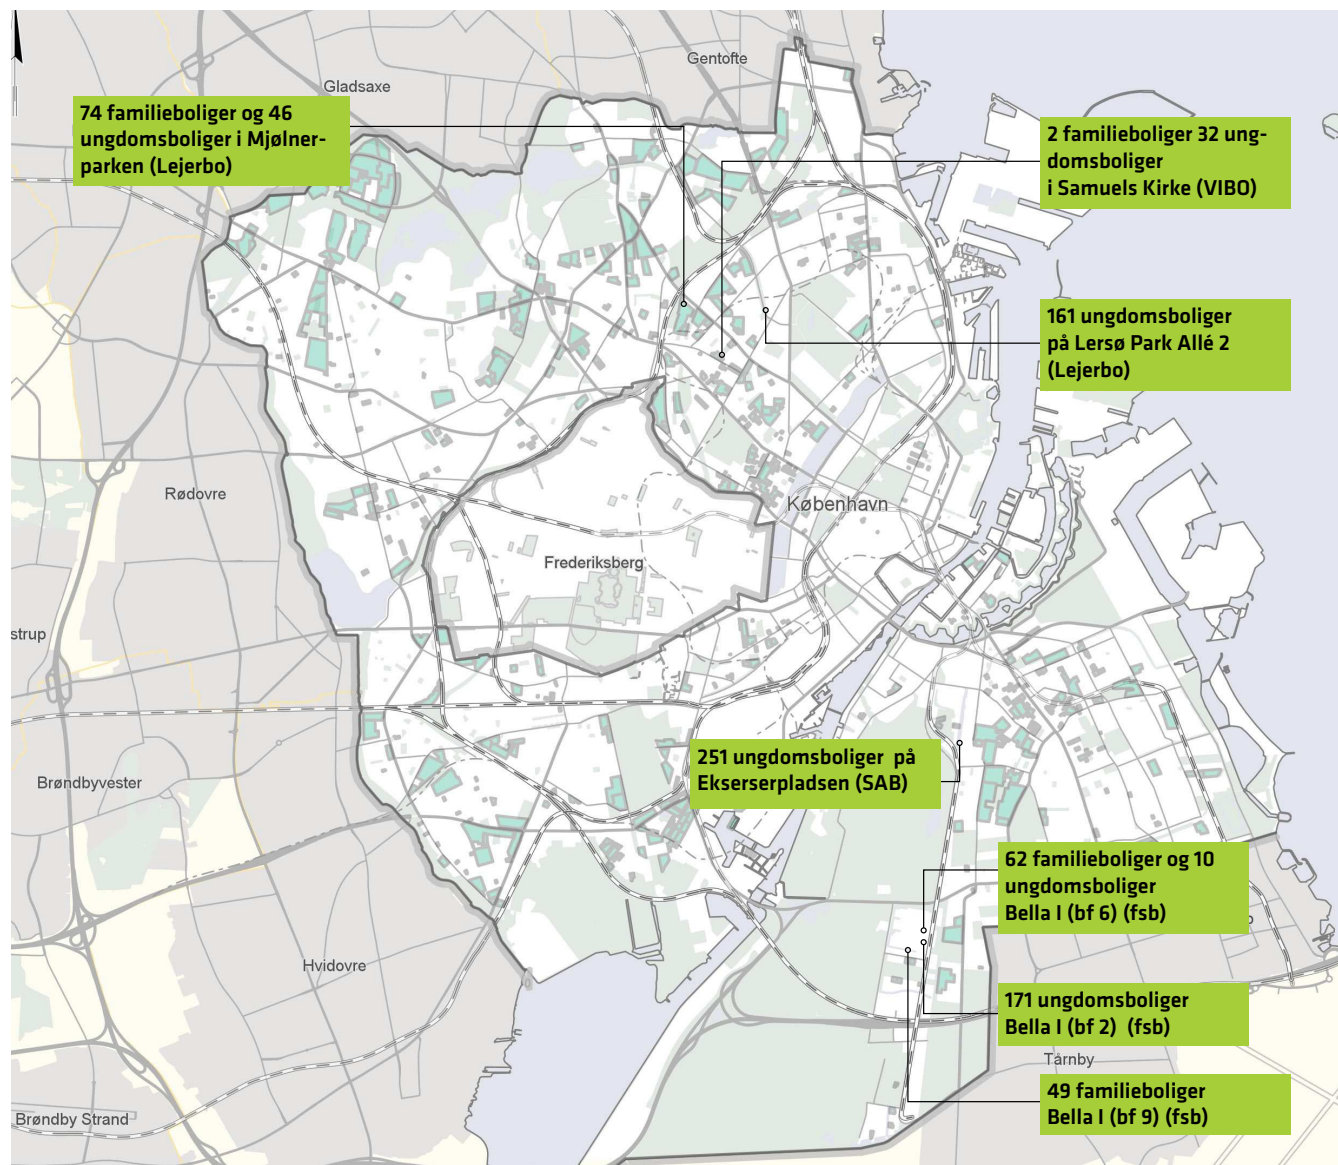 Gentofte
Gladsaxe
74 familieboliger og 46
ungdomsboliger i Mjølner-
parken (Lejerbo)
2 familieboliger 32 ung-
domsboliger
i Samuels Kirke (VIBO)
161 ungdomsboliger
på Lersø Park Allé 2
(Lejerbo)
Rødovre
København
Frederiksberg
strup
251 ungdomsboliger på
Ekserserpladsen (SAB)
Brøndbyvester
62 familieboliger og 10
ungdomsboliger
Bella I (bf 6) (fsb)
Hvidovre
171 ungdomsboliger
Bella I (bf 2) (fsb)
Tårnby
49 familieboliger
Bella I (bf 9) (fsb)
Brøndby Strand